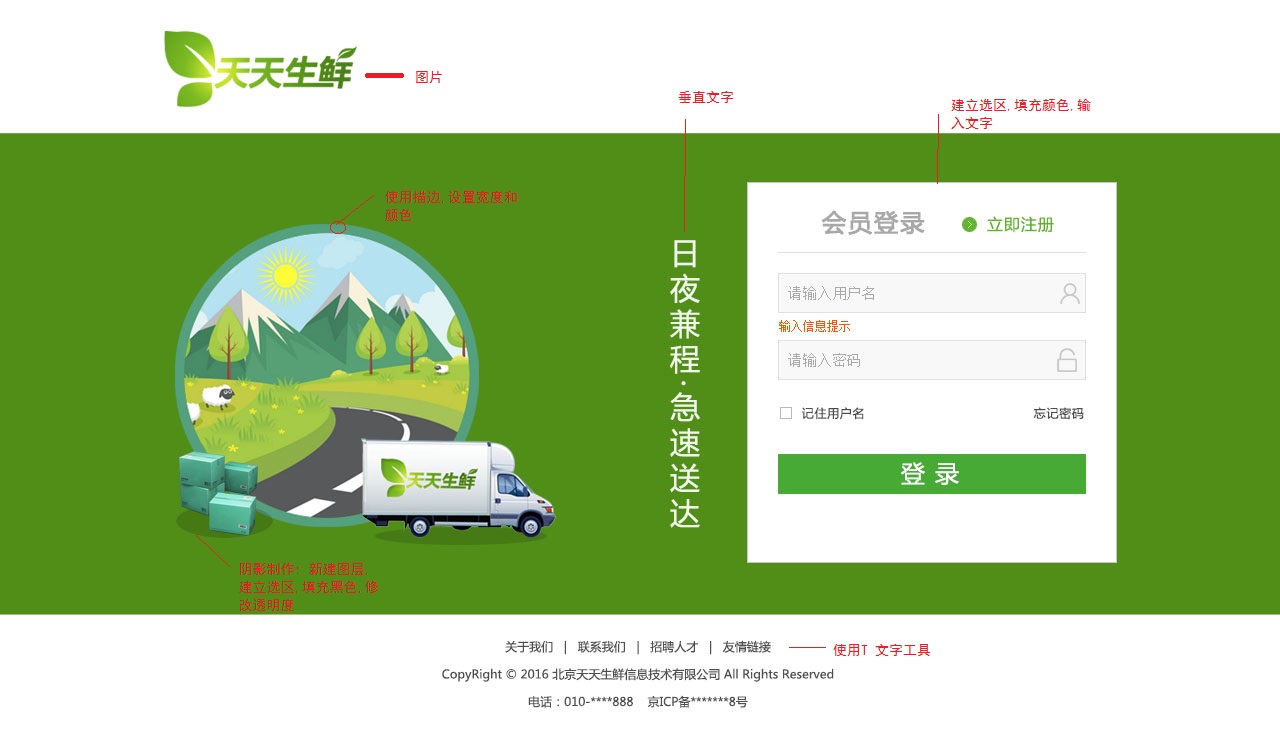 天天生鲜
图片
垂直文字
建立选区, 填充颜色, 输
入文字
使用描边, 设置宽度和
颜色
日夜兼程·急速送达
会员登录
立即注册
请输入用户名
输入信息提示
请输入密码
记住用户名 忘记密码
登 录
天天生鲜
阴影制作: 新建图层,
建立选区, 填充黑色, 修
改透明度
关于我们 | 联系我们 | 招聘人才 | 友情链接
使用T 文字工具
CopyRight © 2016 北京天天生鲜信息技术有限公司 All Rights Reserved
电话：010-****888 京ICP备*******8号